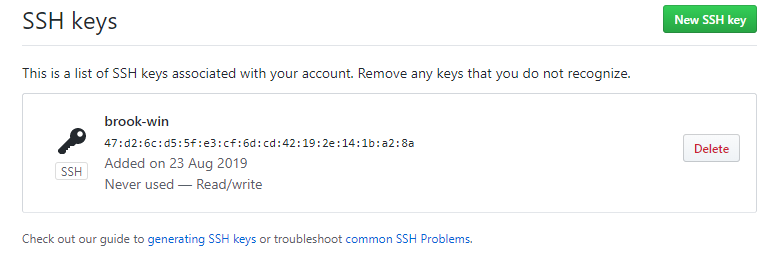 SSH keys
New SSH key
This is a list of SSH keys associated with your account. Remove any keys that you do not recognize.
brook-win
47:d2:6c:d5:5f:e3:cf:6d:cd:42:19:2e:14:1b:a2:8a
Added on 23 Aug 2019
Never used — Read/write
SSH
Delete
Check out our guide to generating SSH keys or troubleshoot common SSH Problems.